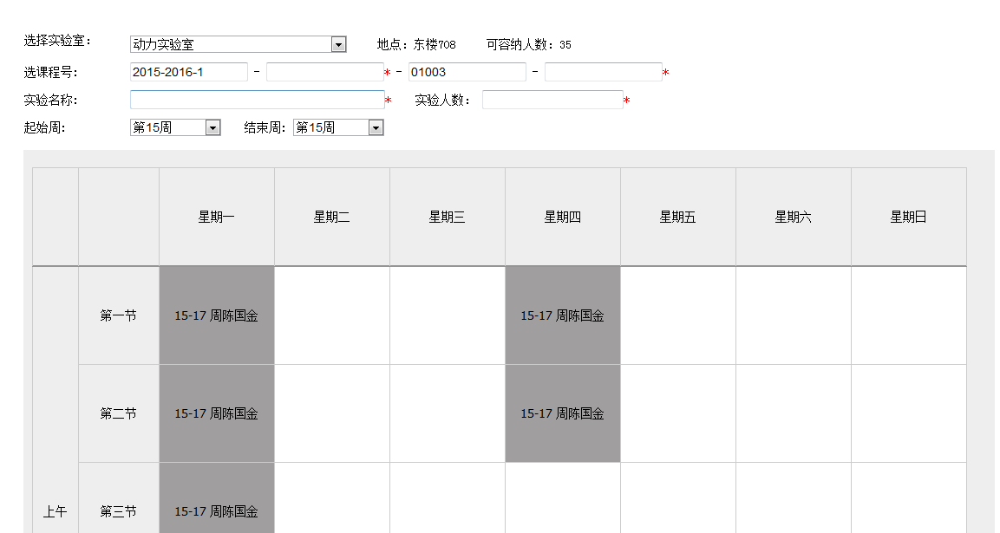 选择实验室： 动力实验室 地点：东楼708 可容纳人数：35
选课程号： 2015-2016-1 - * - 01003 - *
实验名称： * 实验人数： *
起始周： 第15周 结束周： 第15周
星期一 星期二 星期三 星期四 星期五 星期六 星期日
第一节 15-17 周陈国金 15-17 周陈国金
第二节 15-17 周陈国金 15-17 周陈国金
上午 第三节 15-17 周陈国金